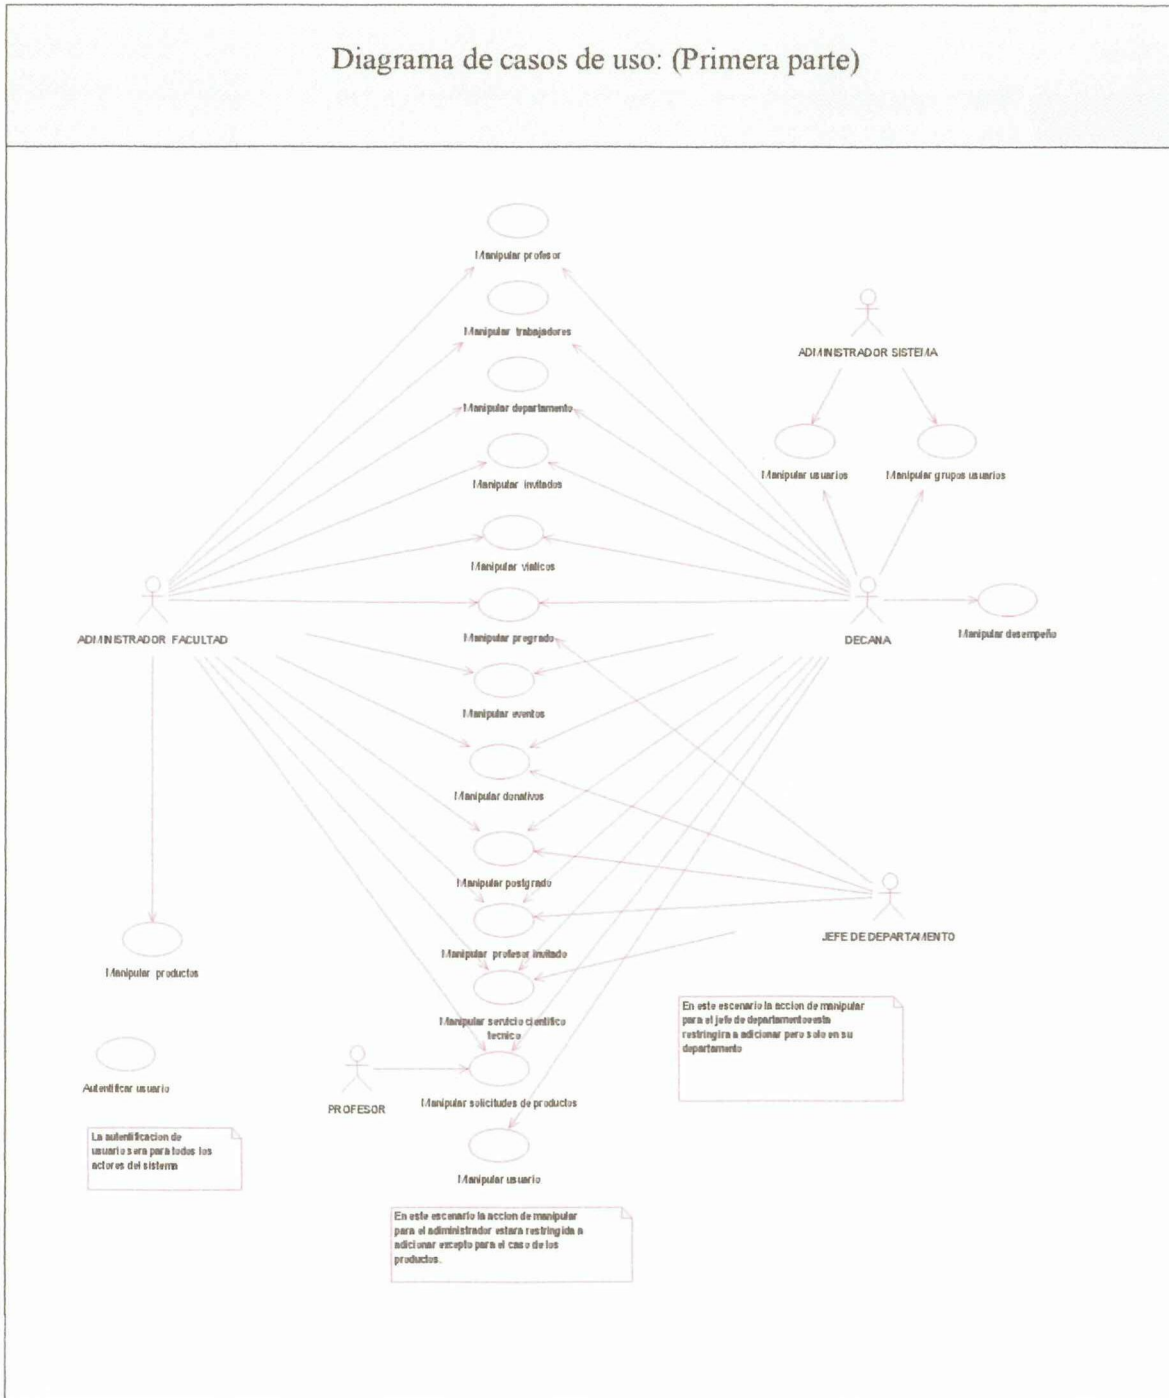 Diagrama de casos de uso: (Primera parte)
Manipular profesor
Manipular trabajadores
ADMINISTRADOR SISTEMA
Manipular departamento
Manipular invitados
Manipular usuarios
Manipular grupos usuarios
Manipular viaticos
ADMINISTRADOR FACULTAD
Manipular pregrado
DECANA
Manipular desempeño
Manipular eventos
Manipular donativos
Manipular postgrado
JEFE DE DEPARTAMENTO
Manipular profesor invitado
Manipular productos
Manipular servicio cientifico
tecnico
En este escenario la accion de manipular
para el jefe de departamento esta
restringira a adicionar pero solo en su
departamento
Autentificar usuario
PROFESOR
Manipular solicitudes de productos
La autentificacion de
usuario sera para todos los
actores del sistema
Manipular usuario
En este escenario la accion de manipular
para el adiministrador estara restringida a
adicionar excepto para el caso de los
productos.